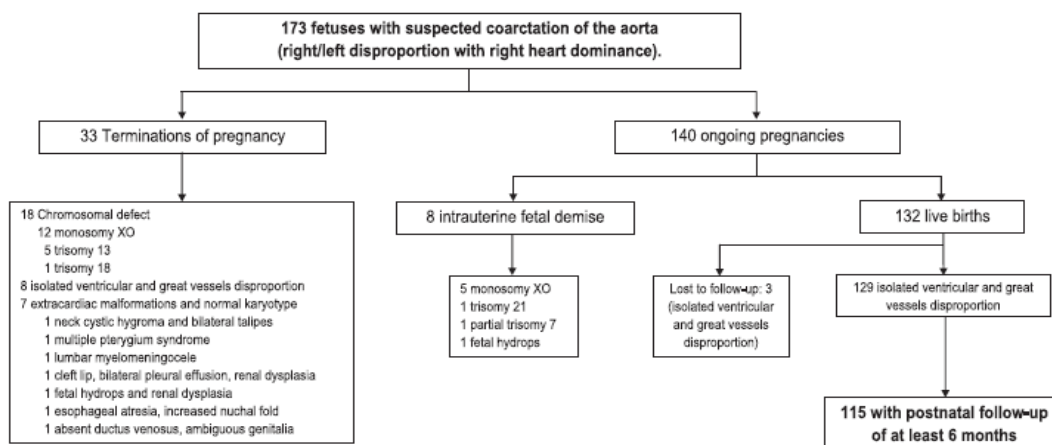 173 fetuses with suspected coarctation of the aorta
(right/left disproportion with right heart dominance).
33 Terminations of pregnancy
140 ongoing pregnancies
18 Chromosomal defect
12 monosomy XO
5 trisomy 13
1 trisomy 18
8 isolated ventricular and great vessels disproportion
7 extracardiac malformations and normal karyotype
1 neck cystic hygroma and bilateral talipes
1 multiple pterygium syndrome
1 lumbar myelomeningocele
1 cleft lip, bilateral pleural effusion, renal dysplasia
1 fetal hydrops and renal dysplasia
1 esophageal atresia, increased nuchal fold
1 absent ductus venosus, ambiguous genitalia
8 intrauterine fetal demise
132 live births
5 monosomy XO
1 trisomy 21
1 partial trisomy 7
1 fetal hydrops
Lost to follow-up: 3
(isolated ventricular
and great vessels
disproportion)
129 isolated ventricular and great
vessels disproportion
115 with postnatal follow-up
of at least 6 months